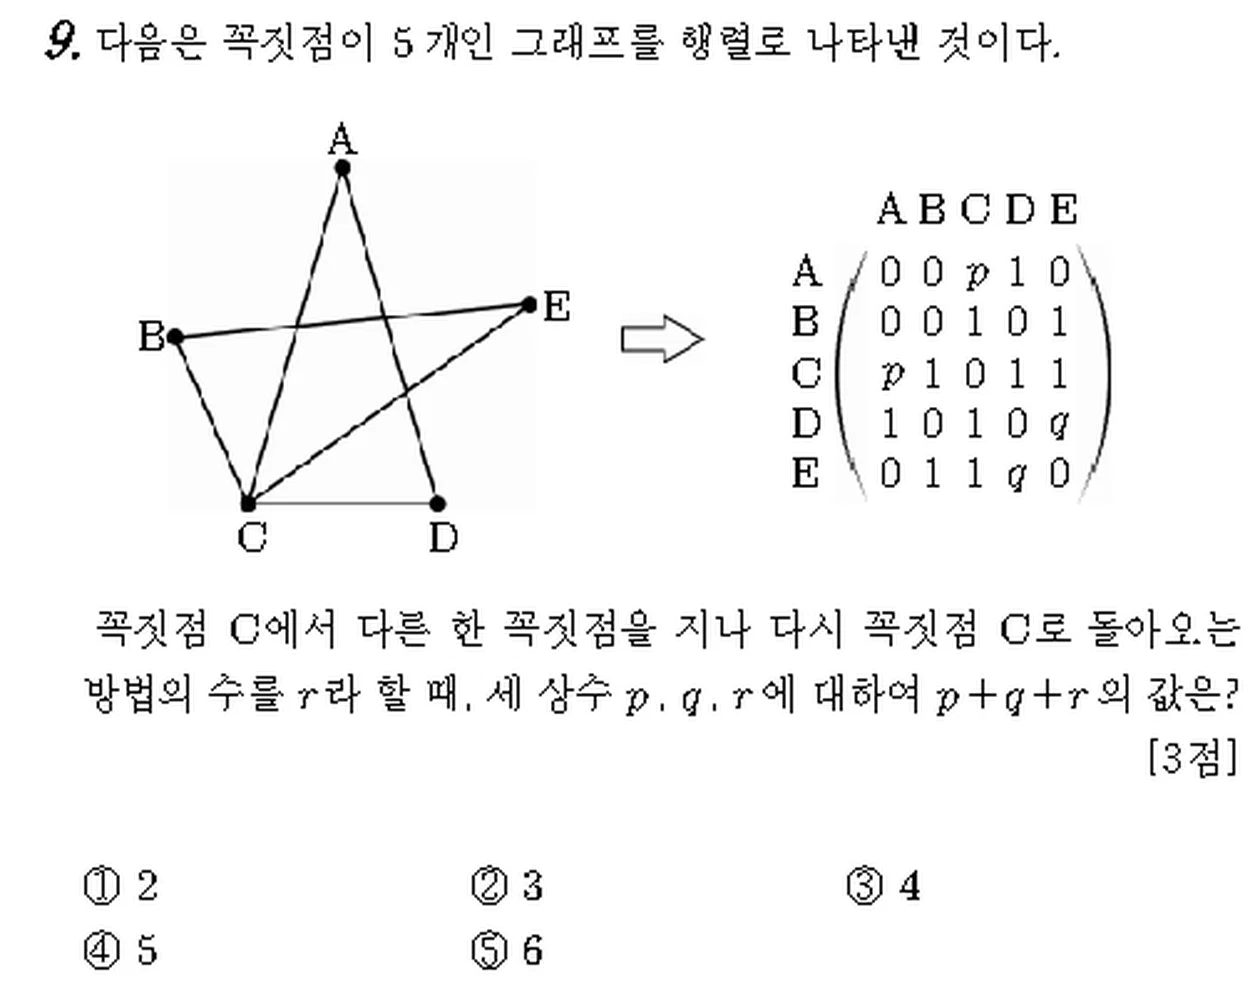 9. 다음은 꼭짓점이 5개인 그래프를 행렬로 나타낸 것이다.
A
B
E
C
D
A B C D E
A 0 0 p 1 0
B 0 0 1 0 1
C p 1 0 1 1
D 1 0 1 0 q
E 0 1 1 q 0
꼭짓점 C에서 다른 한 꼭짓점을 지나 다시 꼭짓점 C로 돌아오는
방법의 수를 r라 할 때, 세 상수 p, q, r에 대하여 p+q+r의 값은?
[3점]
① 2 ② 3 ③ 4
④ 5 ⑤ 6